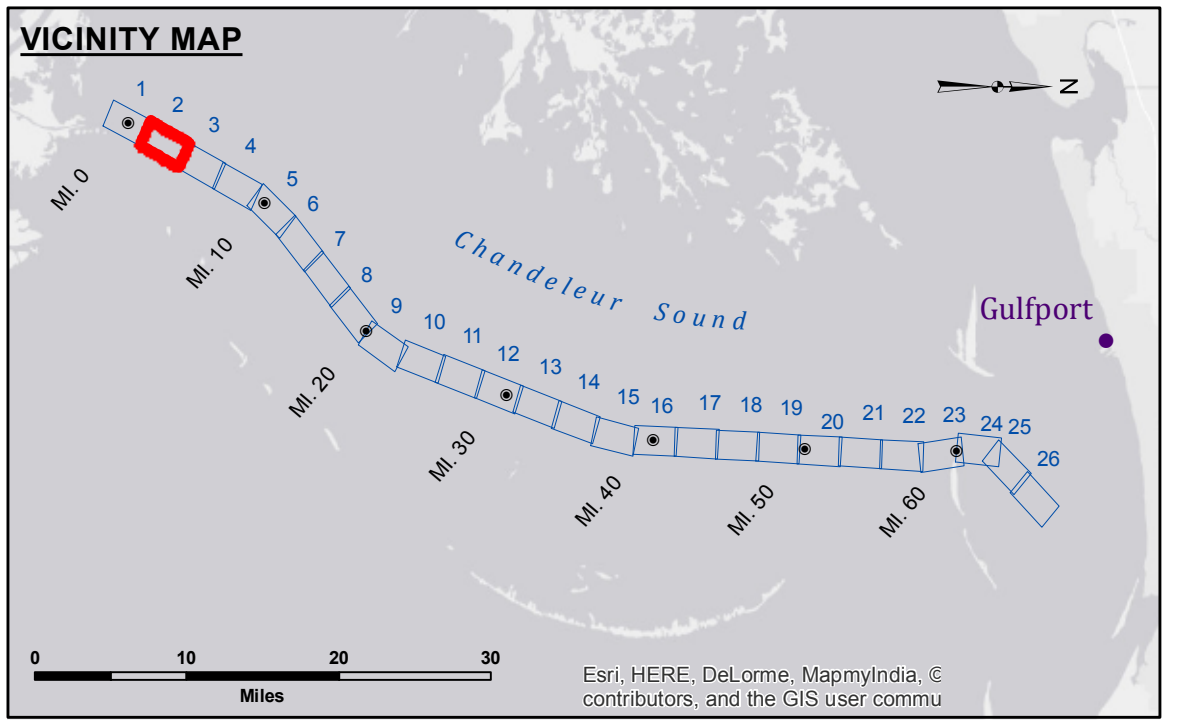 VICINITY MAP
N
1
2
3
4
5
6
7
8
9
10
11
12
13
14
15
16
17
18
19
20
21
22
23
24
25
26
MI. 0
MI. 10
MI. 20
MI. 30
MI. 40
MI. 50
MI. 60
Chandeleur Sound
Gulfport
0 10 20 30
Miles
Esri, HERE, DeLorme, MapmyIndia, ©
contributors, and the GIS user commu